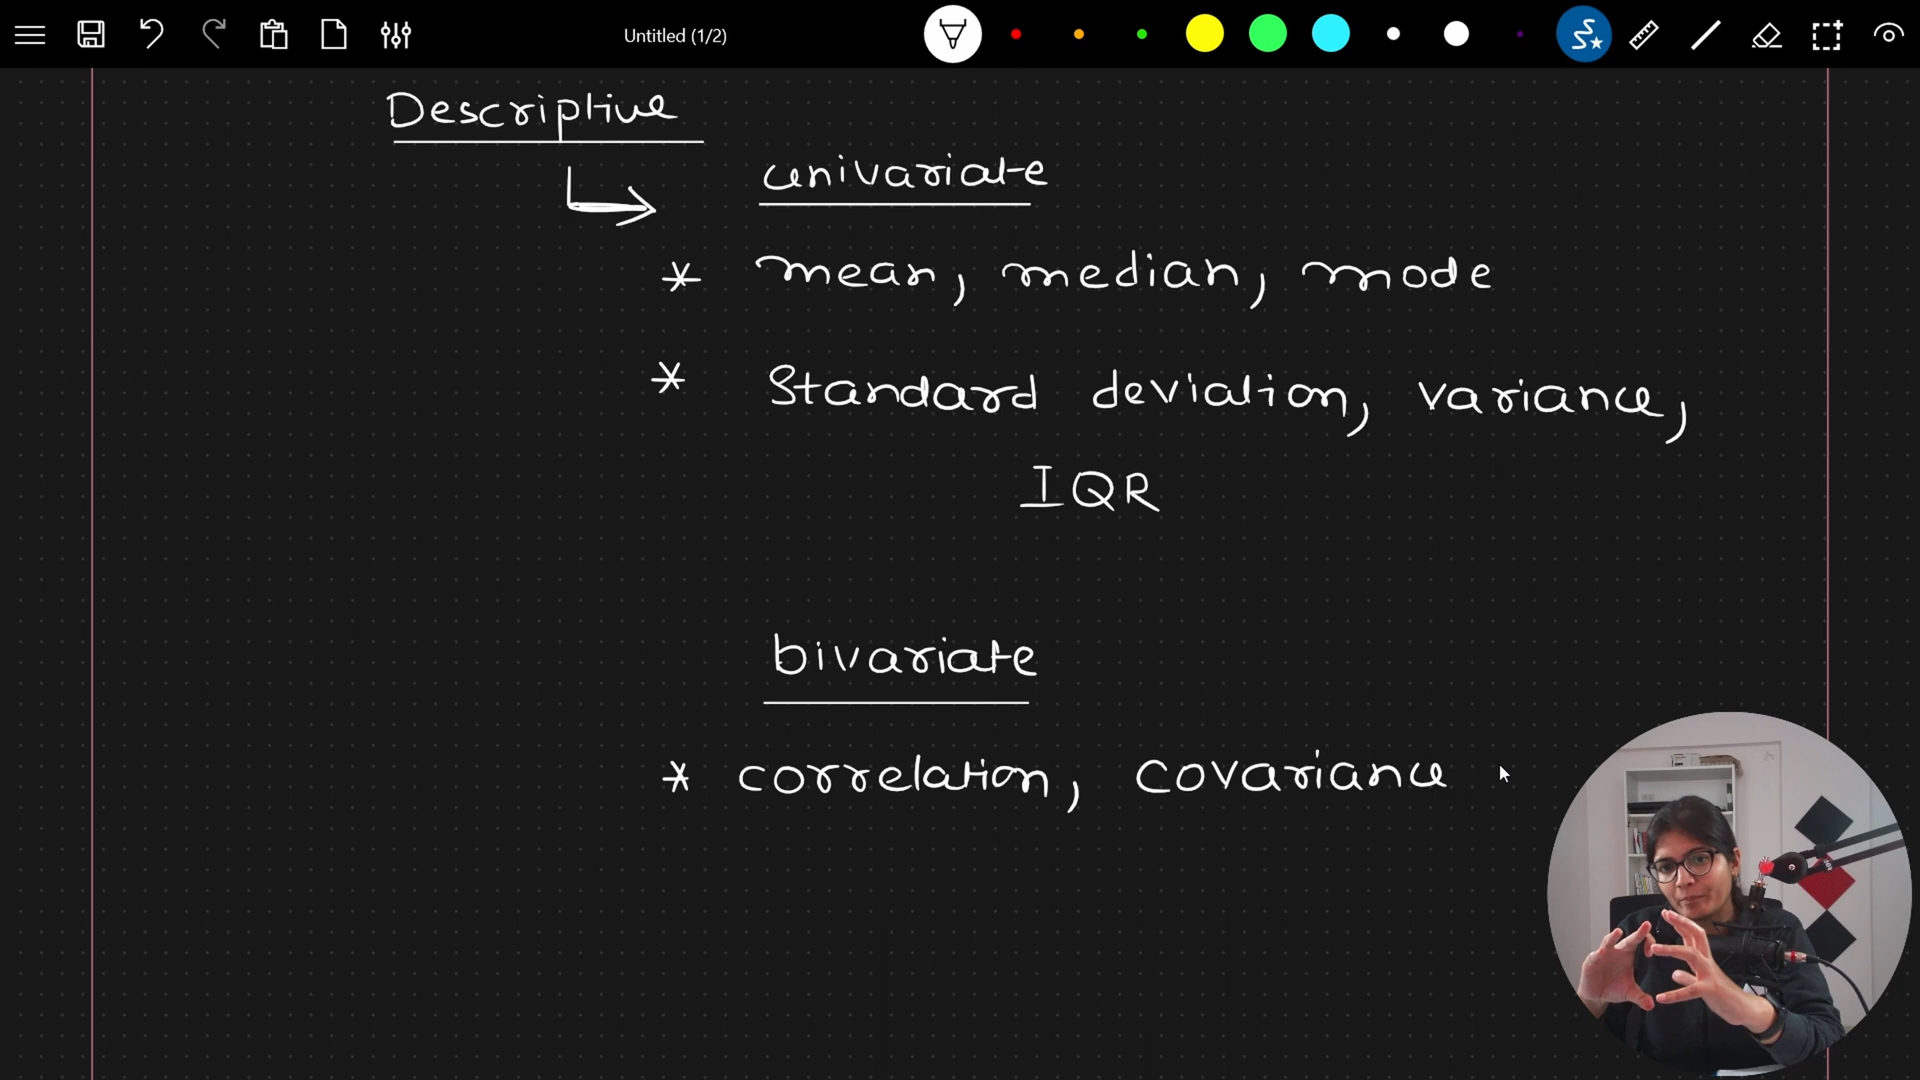 Untitled (1/2)
Descriptive
univariate
* mean, median, mode
* Standard deviation, variance,
IQR
bivariate
* correlation, covariance